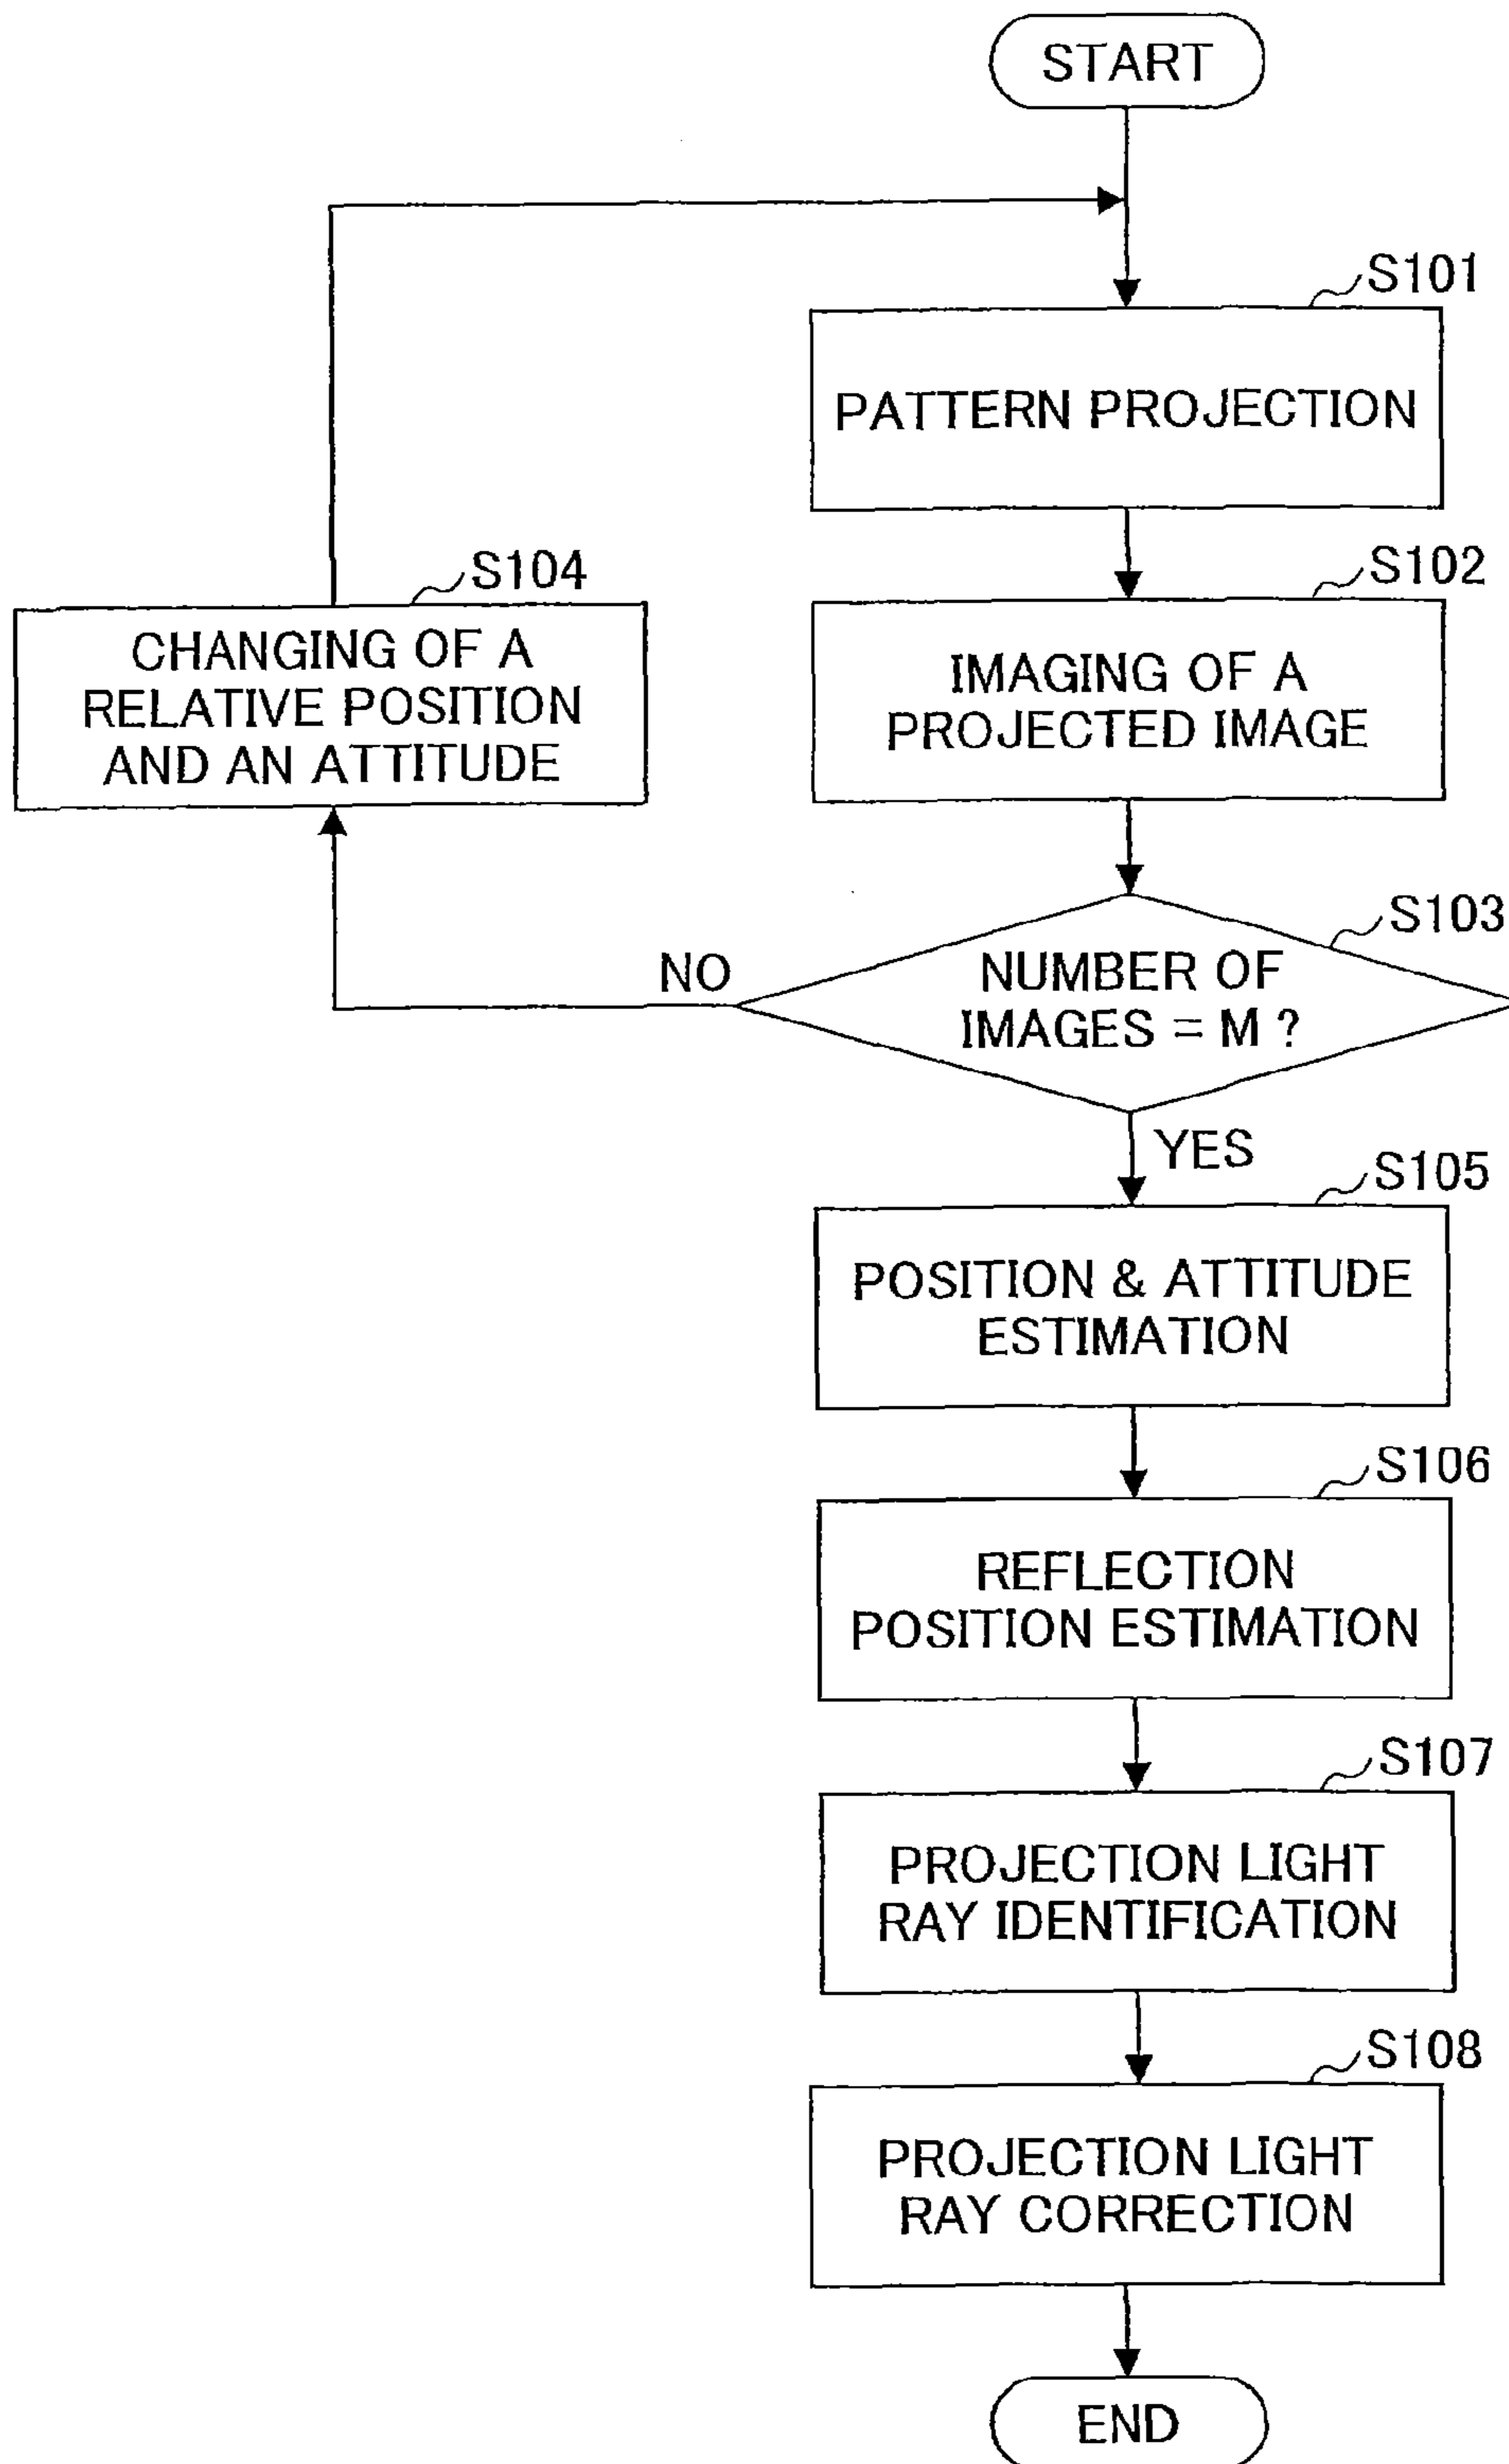 START
S101
PATTERN PROJECTION
S102
IMAGING OF A
PROJECTED IMAGE
S104
CHANGING OF A
RELATIVE POSITION
AND AN ATTITUDE
S103
NUMBER OF
IMAGES = M ?
NO
YES
S105
POSITION & ATTITUDE
ESTIMATION
S106
REFLECTION
POSITION ESTIMATION
S107
PROJECTION LIGHT
RAY IDENTIFICATION
S108
PROJECTION LIGHT
RAY CORRECTION
END